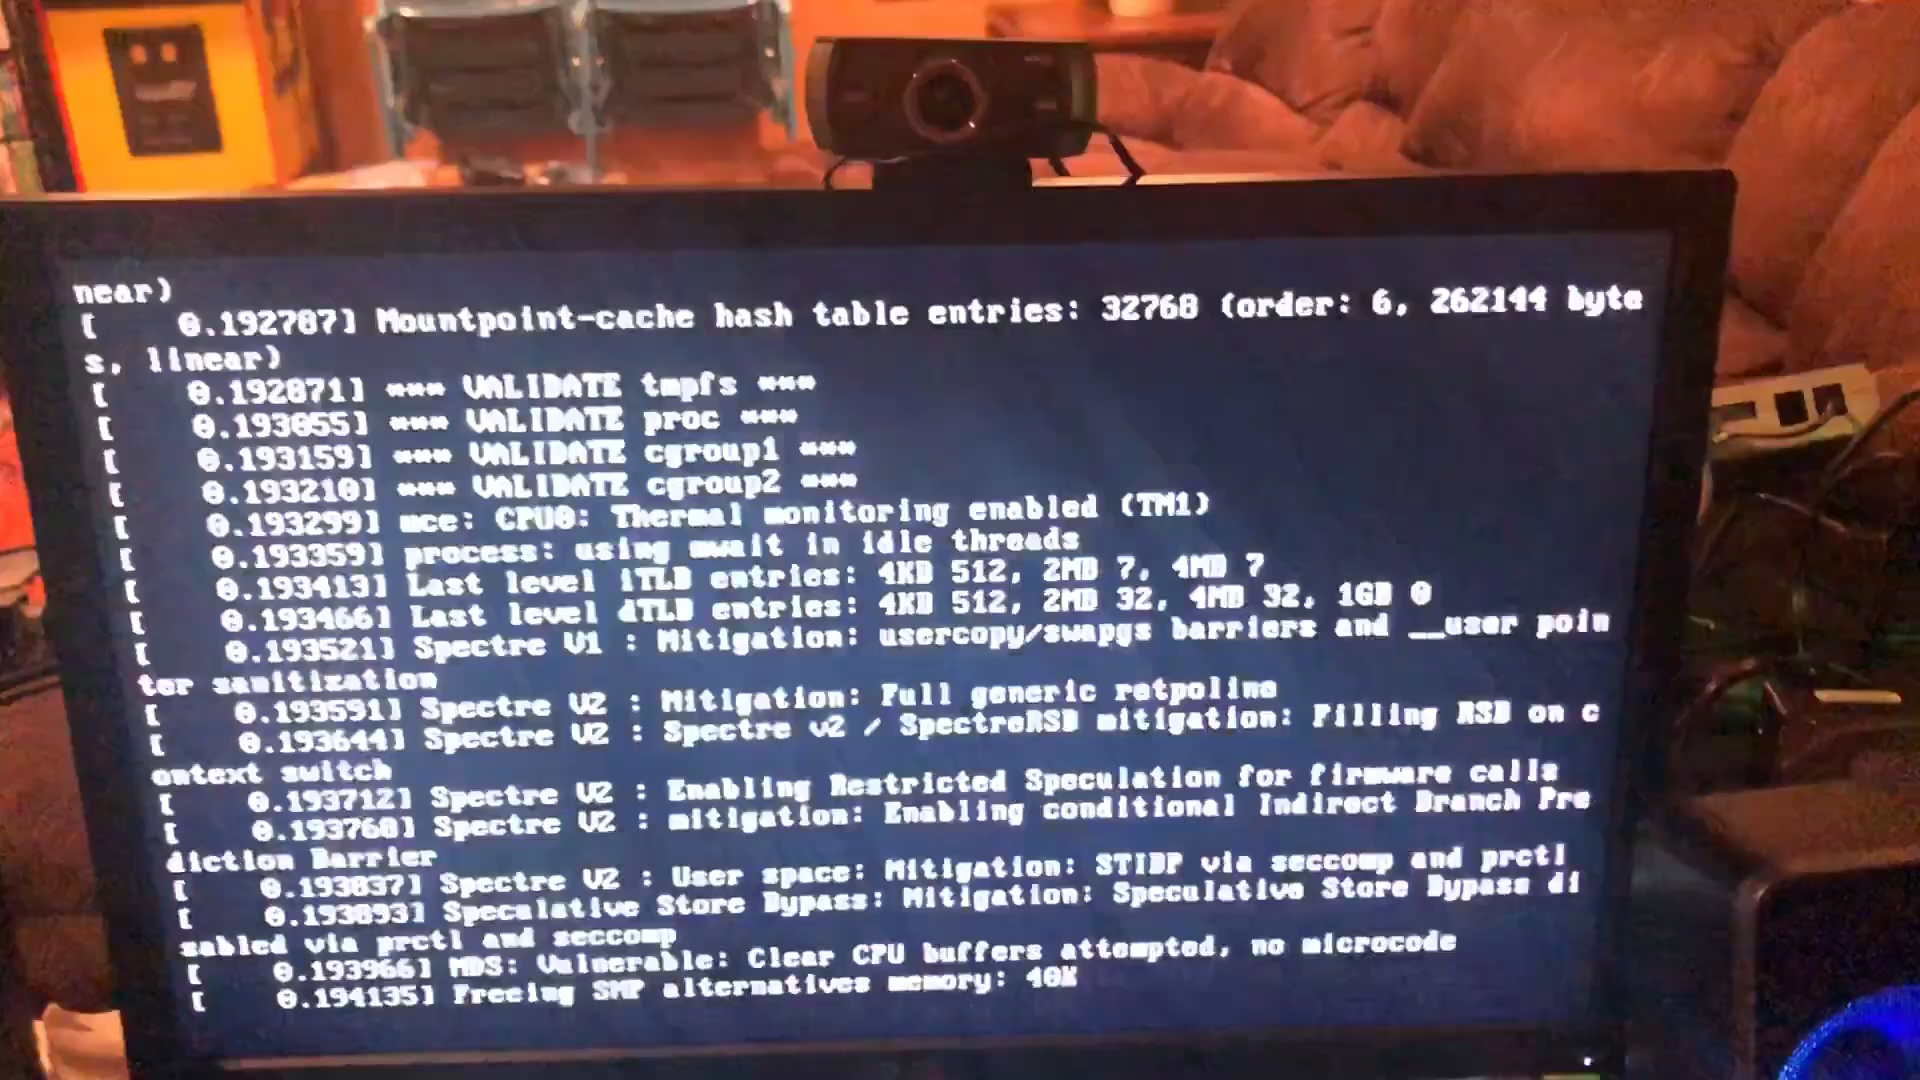 near)
[    0.192787] Mountpoint-cache hash table entries: 32768 (order: 6, 262144 byte
s, linear)
[    0.192871] *** VALIDATE tmpfs ***
[    0.193055] *** VALIDATE proc ***
[    0.193159] *** VALIDATE cgroup1 ***
[    0.193210] *** VALIDATE cgroup2 ***
[    0.193299] mce: CPU0: Thermal monitoring enabled (TM1)
[    0.193359] process: using mwait in idle threads
[    0.193413] Last level iTLB entries: 4KB 512, 2MB 7, 4MB 7
[    0.193466] Last level dTLB entries: 4KB 512, 2MB 32, 4MB 32, 1GB 0
[    0.193521] Spectre V1 : Mitigation: usercopy/swapgs barriers and __user poin
ter sanitization
[    0.193591] Spectre V2 : Mitigation: Full generic retpoline
[    0.193644] Spectre V2 : Spectre v2 / SpectreRSB mitigation: Filling RSB on c
ontext switch
[    0.193712] Spectre V2 : Enabling Restricted Speculation for firmware calls
[    0.193760] Spectre V2 : mitigation: Enabling conditional Indirect Branch Pre
diction Barrier
[    0.193837] Spectre V2 : User space: Mitigation: STIBP via seccomp and prctl
[    0.193893] Speculative Store Bypass: Mitigation: Speculative Store Bypass di
sabled via prctl and seccomp
[    0.193966] MDS: Vulnerable: Clear CPU buffers attempted, no microcode
[    0.194135] Freeing SMP alternatives memory: 40K